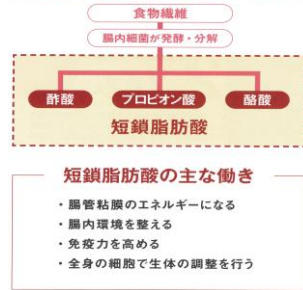 食物繊維
腸内細菌が発酵・分解
酢酸 プロピオン酸 酪酸
短鎖脂肪酸
短鎖脂肪酸の主な働き
・腸管粘膜のエネルギーになる
・腸内環境を整える
・免疫力を高める
・全身の細胞で生体の調整を行う